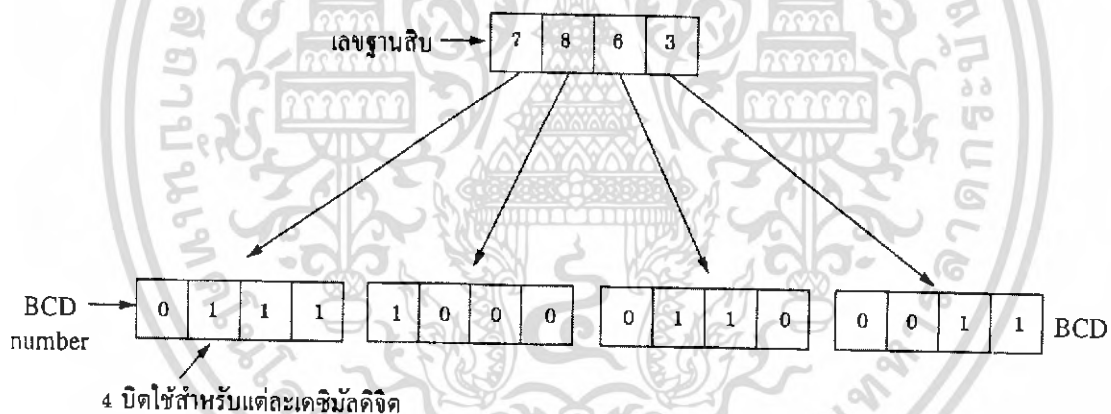 เลขฐานสิบ 7 8 6 3
BCD 0 1 1 1 1 0 0 0 0 1 1 0 0 0 1 1 BCD
number
4 บิตใช้สำหรับแต่ละเดซิมัลดิจิต